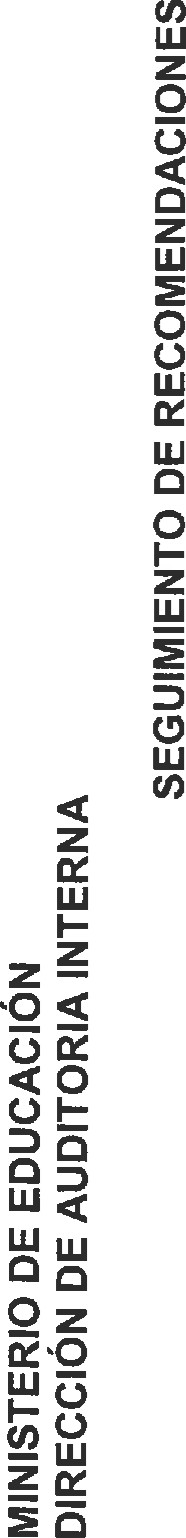 MINISTERIO DE EDUCACIÓN
DIRECCIÓN DE AUDITORIA INTERNA
SEGUIMIENTO DE RECOMENDACIONES